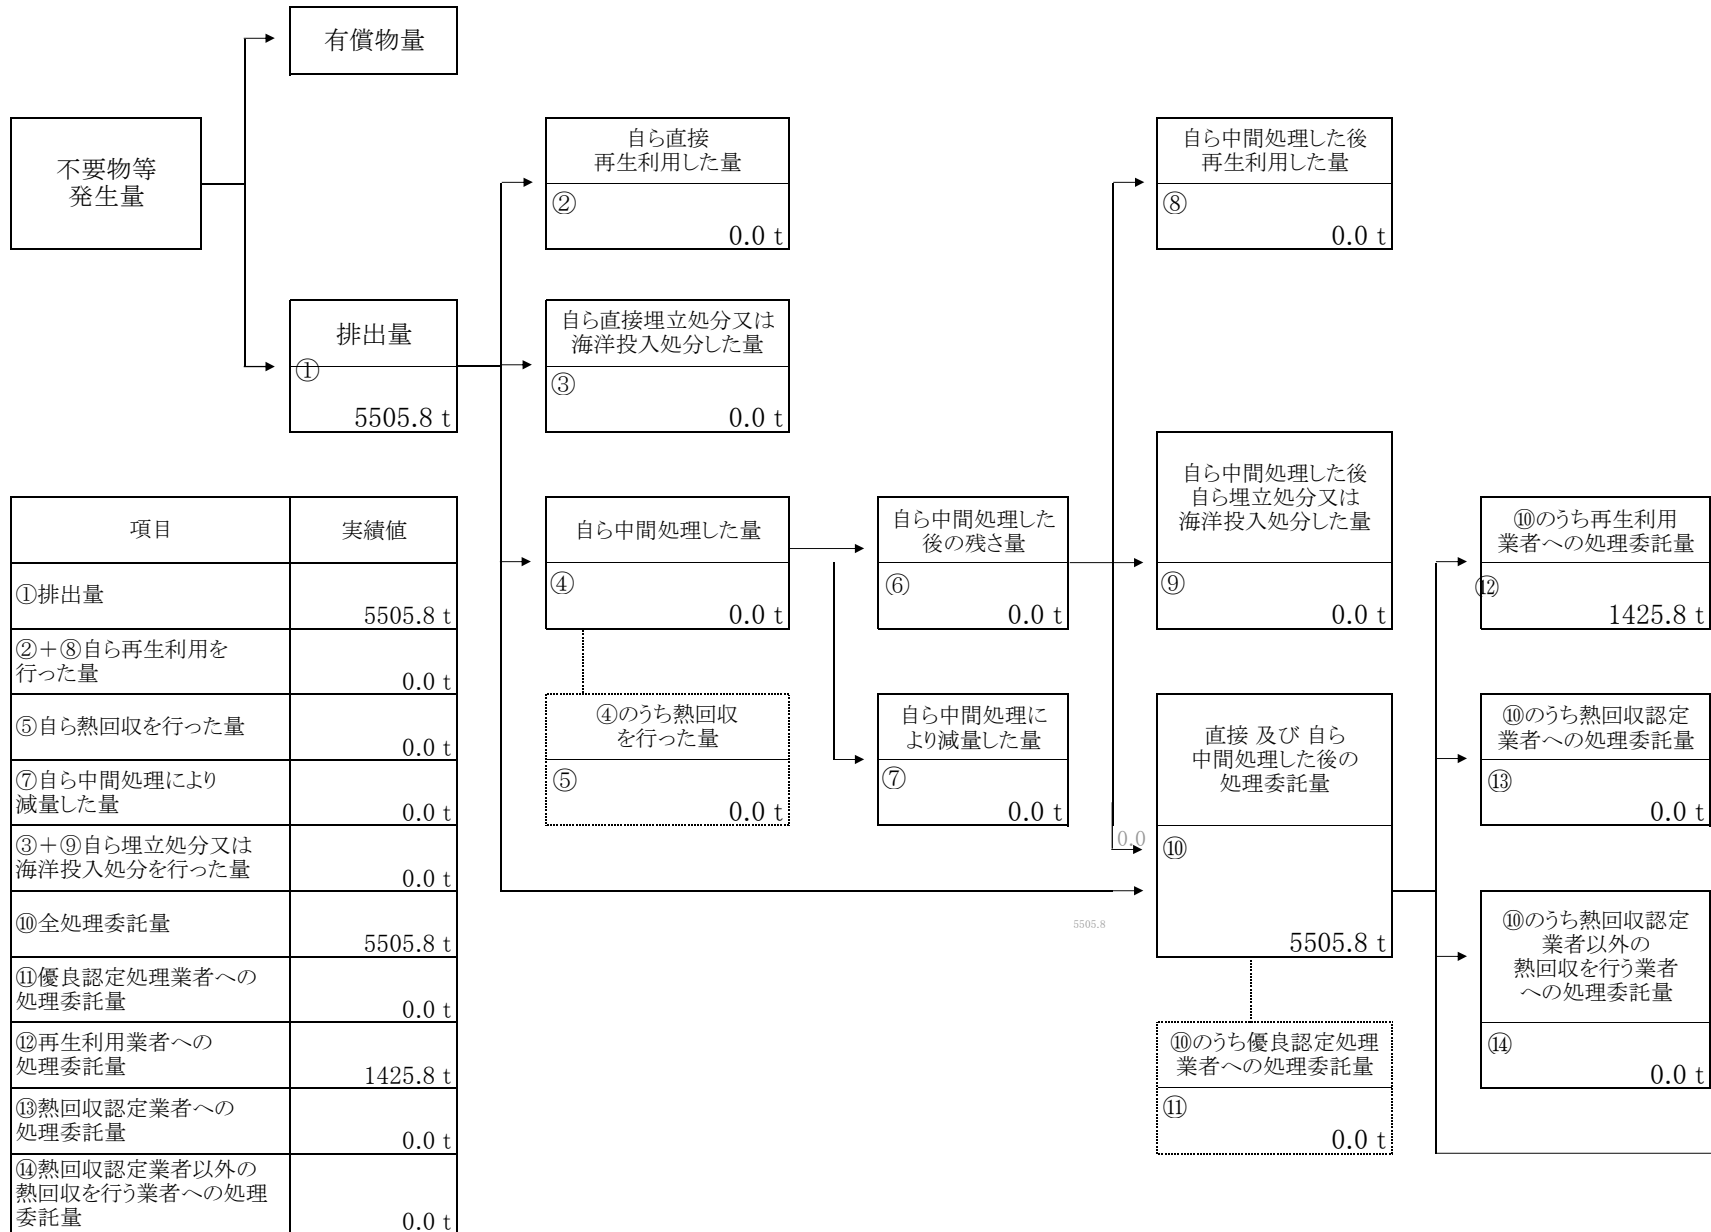 有償物量
不要物等
発生量
自ら直接
再生利用した量
②
0.0 t
自ら中間処理した後
再生利用した量
⑧
0.0 t
排出量
①
5505.8 t
自ら直接埋立処分又は
海洋投入処分した量
③
0.0 t
自ら中間処理した量
④
0.0 t
自ら中間処理した
後の残さ量
⑥
0.0 t
自ら中間処理した後
自ら埋立処分又は
海洋投入処分した量
⑨
0.0 t
⑩のうち再生利用
業者への処理委託量
⑫
1425.8 t
④のうち熱回収
を行った量
⑤
0.0 t
自ら中間処理に
より減量した量
⑦
0.0 t
直接 及び 自ら
中間処理した後の
処理委託量
0.0
⑩
5505.8
5505.8 t
⑩のうち熱回収認定
業者への処理委託量
⑬
0.0 t
⑩のうち熱回収認定
業者以外の
熱回収を行う業者
への処理委託量
⑭
0.0 t
⑩のうち優良認定処理
業者への処理委託量
⑪
0.0 t
項目 実績値
①排出量
5505.8 t
②+⑧自ら再生利用を
行った量
0.0 t
⑤自ら熱回収を行った量
0.0 t
⑦自ら中間処理により
減量した量
0.0 t
③+⑨自ら埋立処分又は
海洋投入処分を行った量
0.0 t
⑩全処理委託量
5505.8 t
⑪優良認定処理業者への
処理委託量
0.0 t
⑫再生利用業者への
処理委託量
1425.8 t
⑬熱回収認定業者への
処理委託量
0.0 t
⑭熱回収認定業者以外の
熱回収を行う業者への処理
委託量
0.0 t